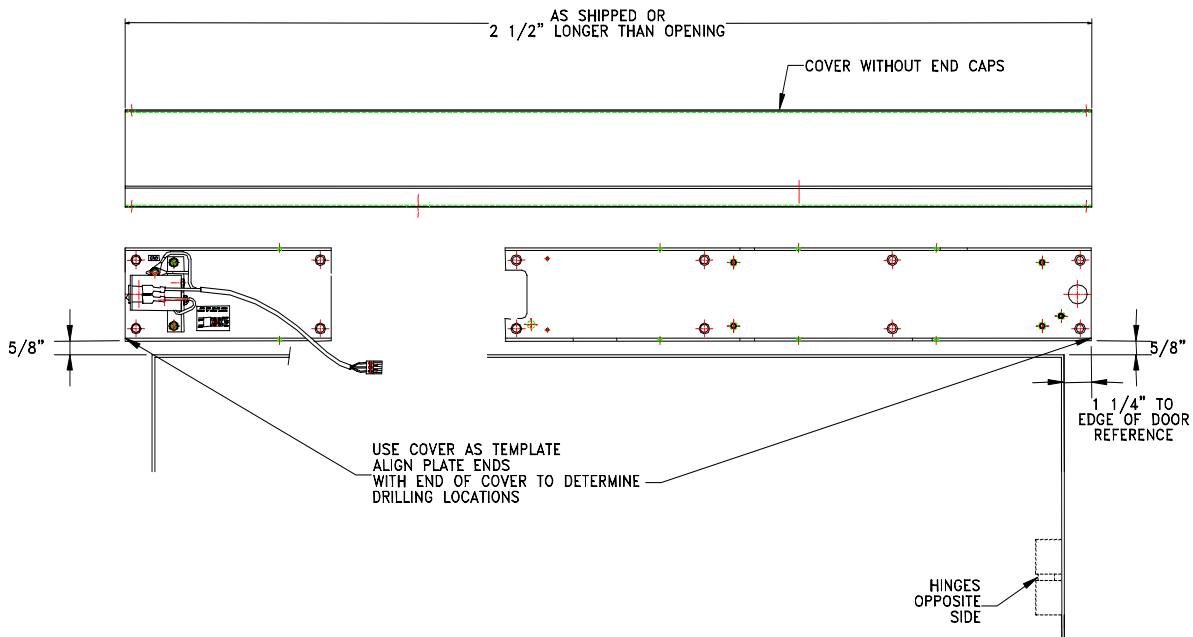 AS SHIPPED OR
2 1/2” LONGER THAN OPENING
COVER WITHOUT END CAPS
5/8”
5/8”
1 1/4” TO
EDGE OF DOOR
REFERENCE
USE COVER AS TEMPLATE
ALIGN PLATE ENDS
WITH END OF COVER TO DETERMINE
DRILLING LOCATIONS
HINGES
OPPOSITE
SIDE